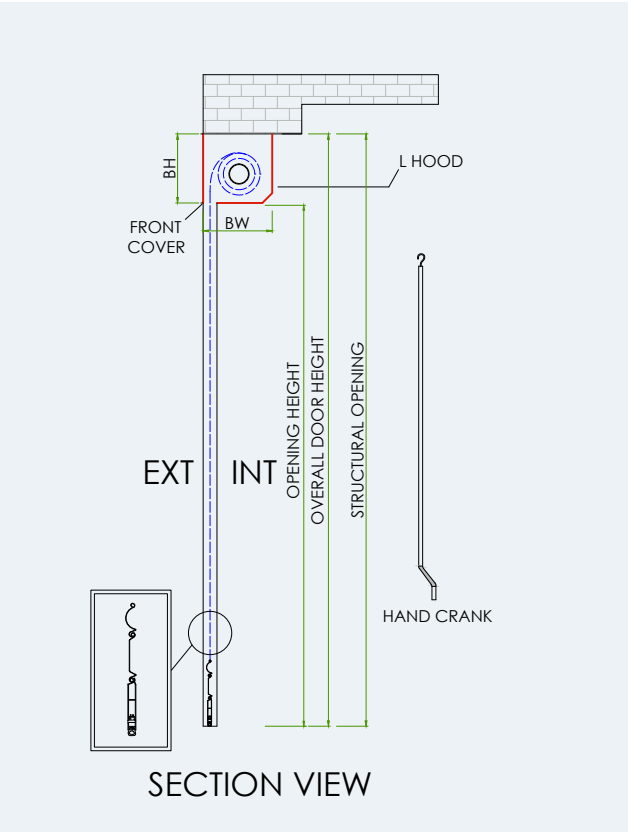 BH
L HOOD
FRONT
COVER
BW
OPENING HEIGHT
OVERALL DOOR HEIGHT
STRUCTURAL OPENING
EXT
INT
HAND CRANK
SECTION VIEW